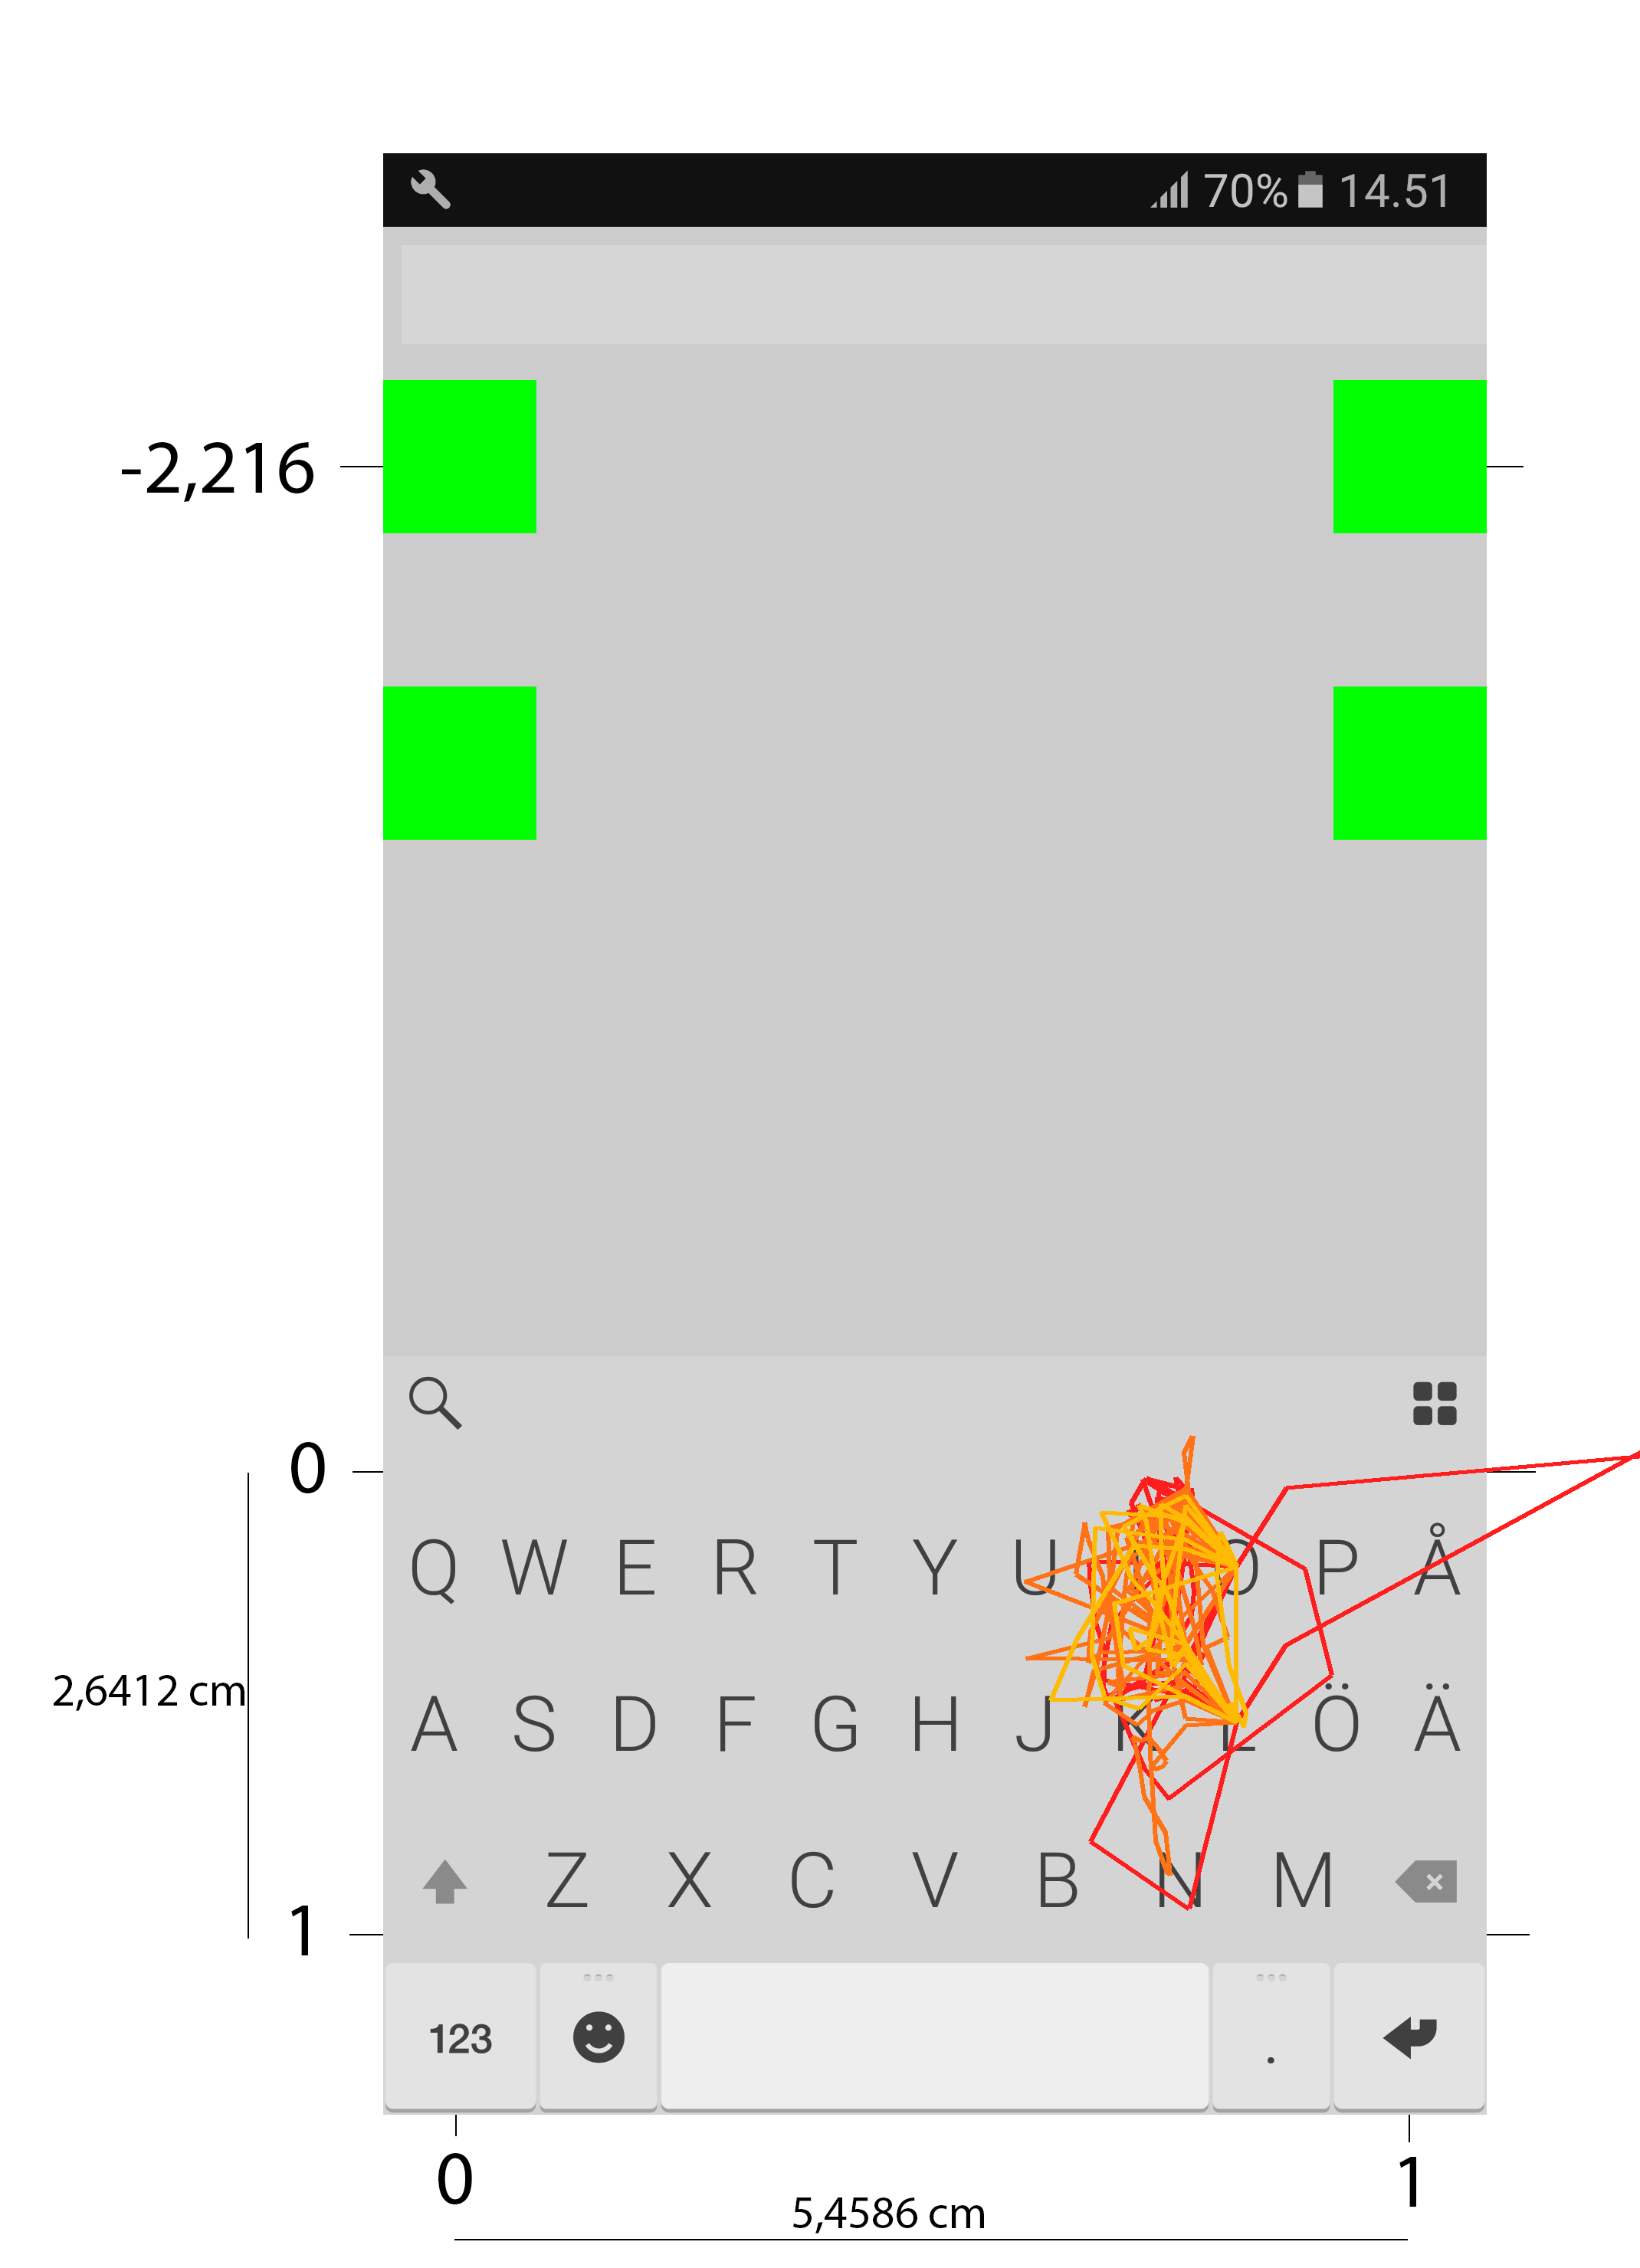 70% 14.51
-2,216
0
Q W E R T Y U O P Å
2,6412 cm
A S D F G H J K L Ö Ä
Z X C V B N M
1
123 .
0 1
5,4586 cm